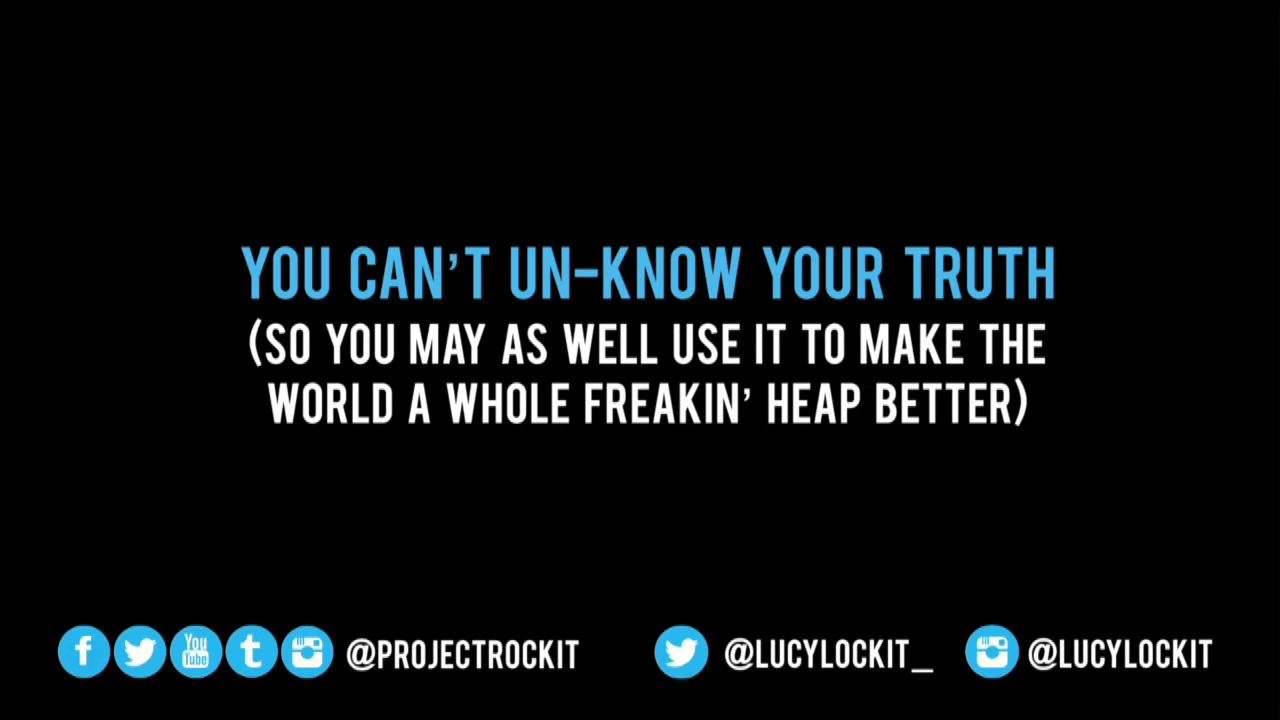 YOU CAN'T UN-KNOW YOUR TRUTH
(SO YOU MAY AS WELL USE IT TO MAKE THE
WORLD A WHOLE FREAKIN' HEAP BETTER)
f You Tube t @PROJECTROCKIT @LUCYLOCKIT_ @LUCYLOCKIT